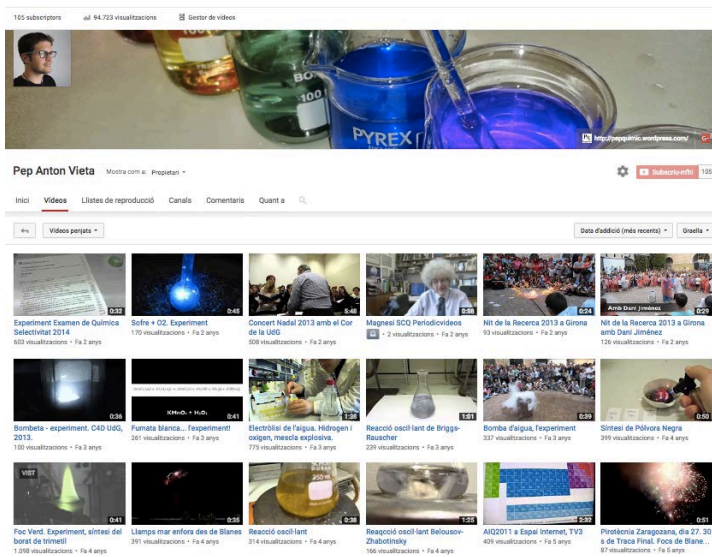 105 subscriptors 94.723 visualitzacions Gestor de vídeos
100
BO
100
PYREX
http://pepquimic.wordpress.com/
Pep Anton Vieta Mostra com a: Propietari
Subscriu-m'hi 105
Inici Vídeos Llistes de reproducció Canals Comentaris Quant a
Vídeos penjats Data d'addició (més recents) Graella
0:32 0:45 5:48 0:58 0:24 0:29
Amb Dani Jiménez
Experiment Examen de Química Selectivitat 2014
603 visualitzacions • Fa 2 anys
Sofre + O2. Experiment
170 visualitzacions • Fa 2 anys
Concert Nadal 2013 amb el Cor de la UdG
508 visualitzacions • Fa 2 anys
Magnesi SCQ Periodicvideos
• 2 visualitzacions • Fa 2 anys
Nit de la Recerca 2013 a Girona
93 visualitzacions • Fa 2 anys
Nit de la Recerca 2013 a Girona amb Dani Jiménez
126 visualitzacions • Fa 2 anys
0:36 0:41 1:36 1:01 0:39 0:50
KMnO₄ + H₂O₂
Bombeta - experiment. C4D UdG, 2013.
100 visualitzacions • Fa 3 anys
Fumata bianca... l'experiment!
261 visualitzacions • Fa 3 anys
Electròlisi de l'aigua. Hidrogen i oxigen, mescla explosiva.
775 visualitzacions • Fa 3 anys
Reacció oscil·lant de Briggs-Rauscher
239 visualitzacions • Fa 3 anys
Bomba d'aigua, l'experiment
337 visualitzacions • Fa 3 anys
Síntesi de Pólvora Negra
399 visualitzacions • Fa 4 anys
VIST
0:41 0:35 0:38 1:25 2:32 0:51
Foc Verd. Experiment, síntesi del borat de trimetil
1.098 visualitzacions • Fa 4 anys
Llamps mar enfora des de Blanes
391 visualitzacions • Fa 4 anys
Reacció oscil·lant
314 visualitzacions • Fa 4 anys
Reaqcció oscil·lant Belousov-Zhabotinsky
166 visualitzacions • Fa 4 anys
AIQ2011 a Espai Internet, TV3
409 visualitzacions • Fa 5 anys
Pirotècnia Zaragozana, dia 27. 30 s de Traca Final. Focs de Blane...
87 visualitzacions • Fa 5 anys